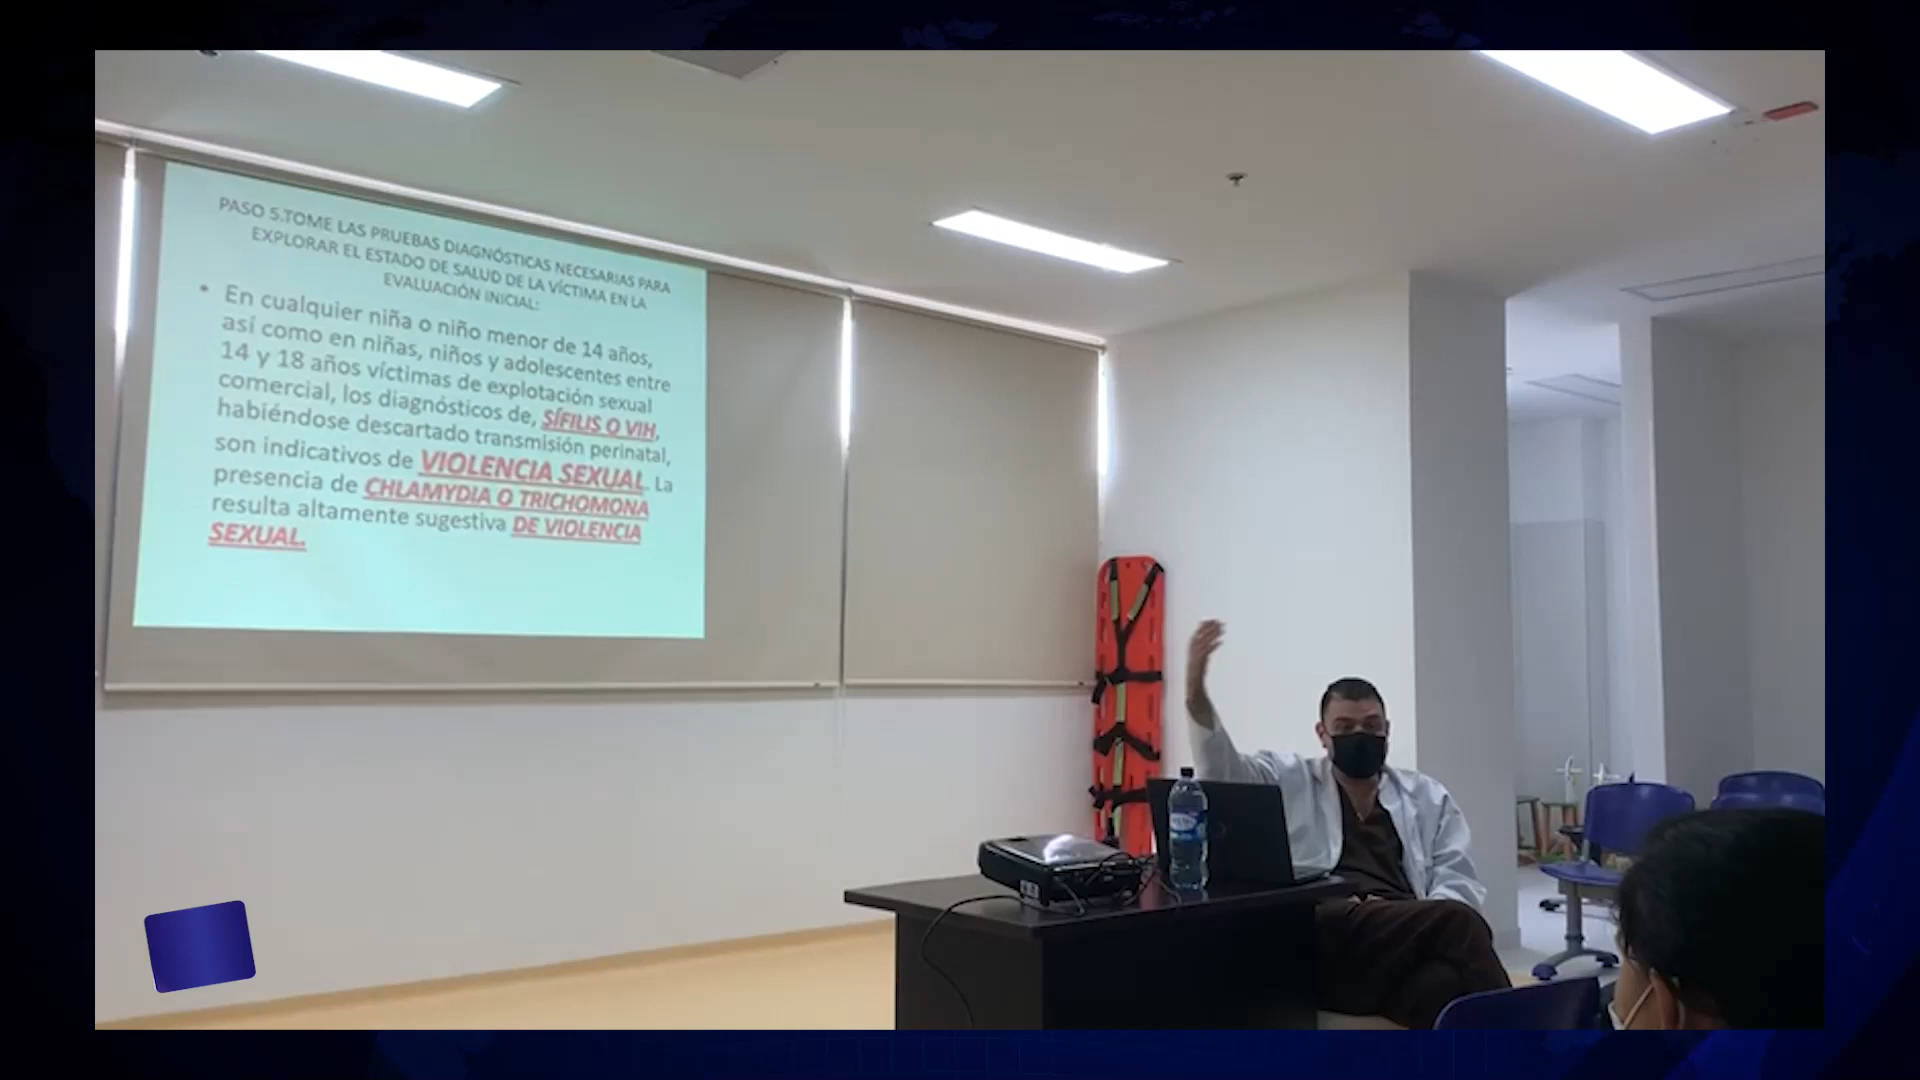 PASO 5.TOME LAS PRUEBAS DIAGNÓSTICAS NECESARIAS PARA
EXPLORAR EL ESTADO DE SALUD DE LA VÍCTIMA EN LA
EVALUACIÓN INICIAL:
• En cualquier niña o niño menor de 14 años,
así como en niñas, niños y adolescentes entre
14 y 18 años víctimas de explotación sexual
comercial, los diagnósticos de, SÍFILIS O VIH,
habiéndose descartado transmisión perinatal,
son indicativos de VIOLENCIA SEXUAL. La
presencia de CHLAMYDIA O TRICHOMONA
resulta altamente sugestiva DE VIOLENCIA
SEXUAL.